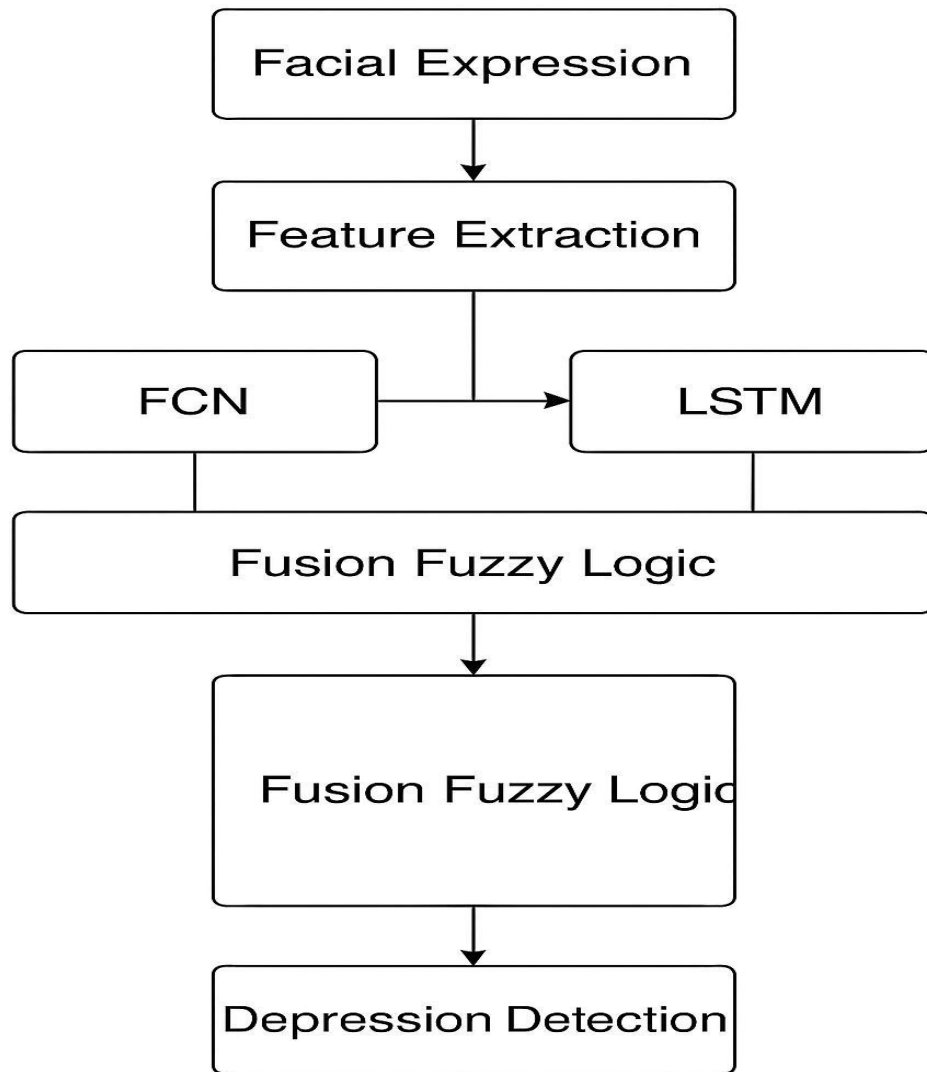 Facial Expression
Feature Extraction
FCN
LSTM
Fusion Fuzzy Logic
Fusion Fuzzy Logic
Depression Detection